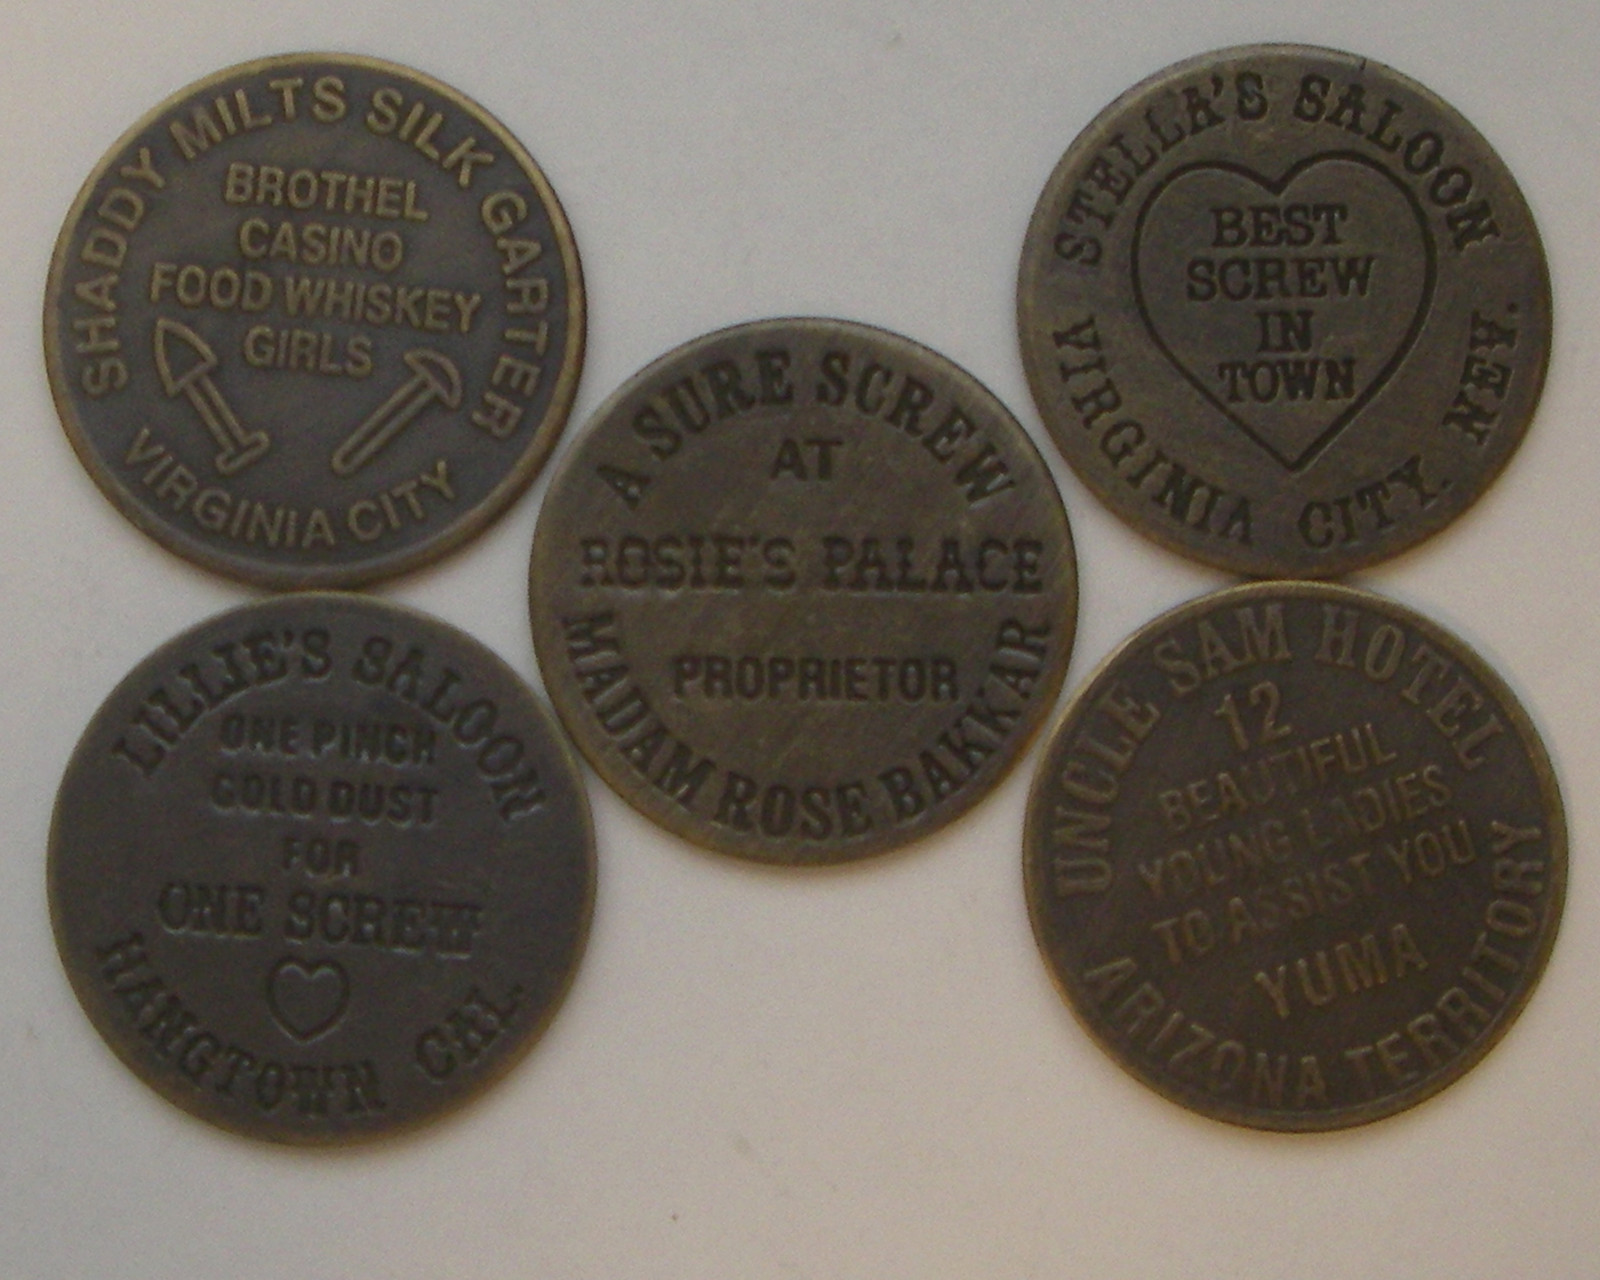 SHADDY MILTS SILK GARTER
BROTHEL
CASINO
FOOD WHISKEY
GIRLS
VIRGINIA CITY
STELLA'S SALOON
BEST
SCREW
IN
TOWN
VIRGINIA CITY. NEV.
A SURE SCREW
AT
ROSIE'S PALACE
PROPRIETOR
MADAM ROSE BAKKAR
LILLIE'S SALOON
ONE PINCH
GOLD DUST
FOR
ONE SCREW
HANGTOWN CAL.
UNCLE SAM HOTEL
12
BEAUTIFUL
YOUNG LADIES
TO ASSIST YOU
YUMA
ARIZONA TERRITORY